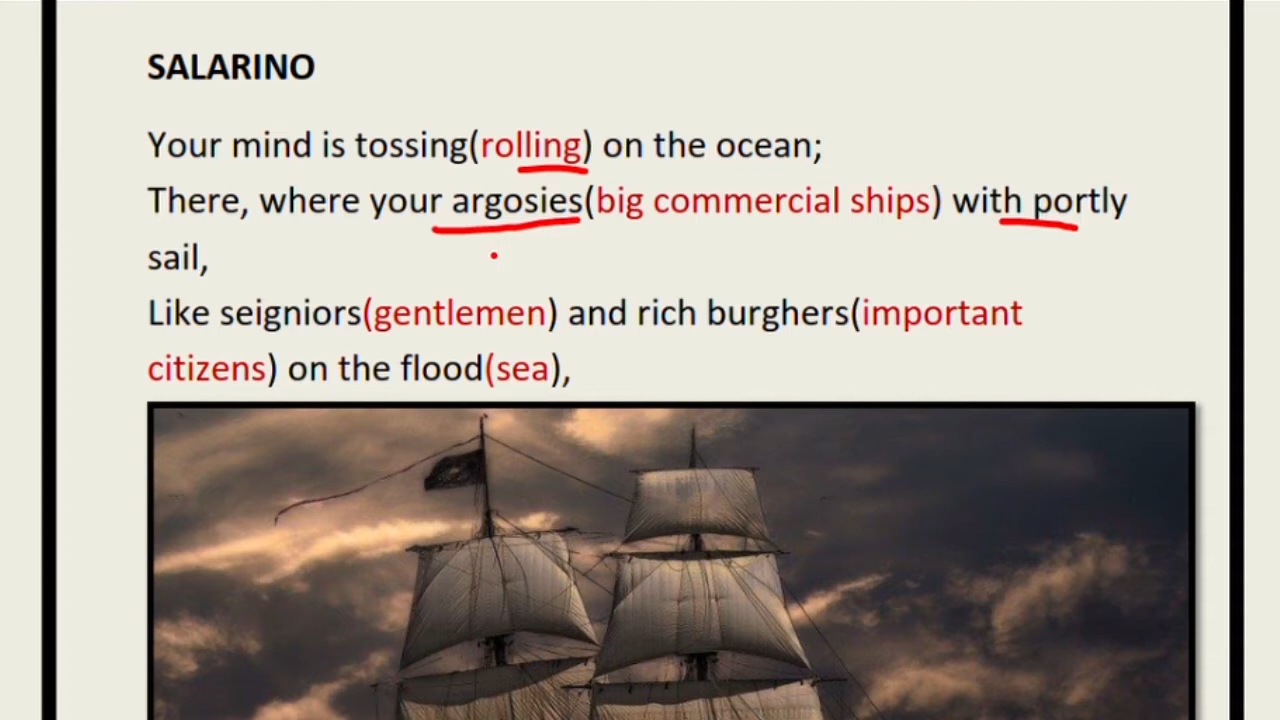 SALARINO
Your mind is tossing(rolling) on the ocean;
There, where your argosies(big commercial ships) with portly
sail,
Like seigniors(gentlemen) and rich burghers(important
citizens) on the flood(sea),